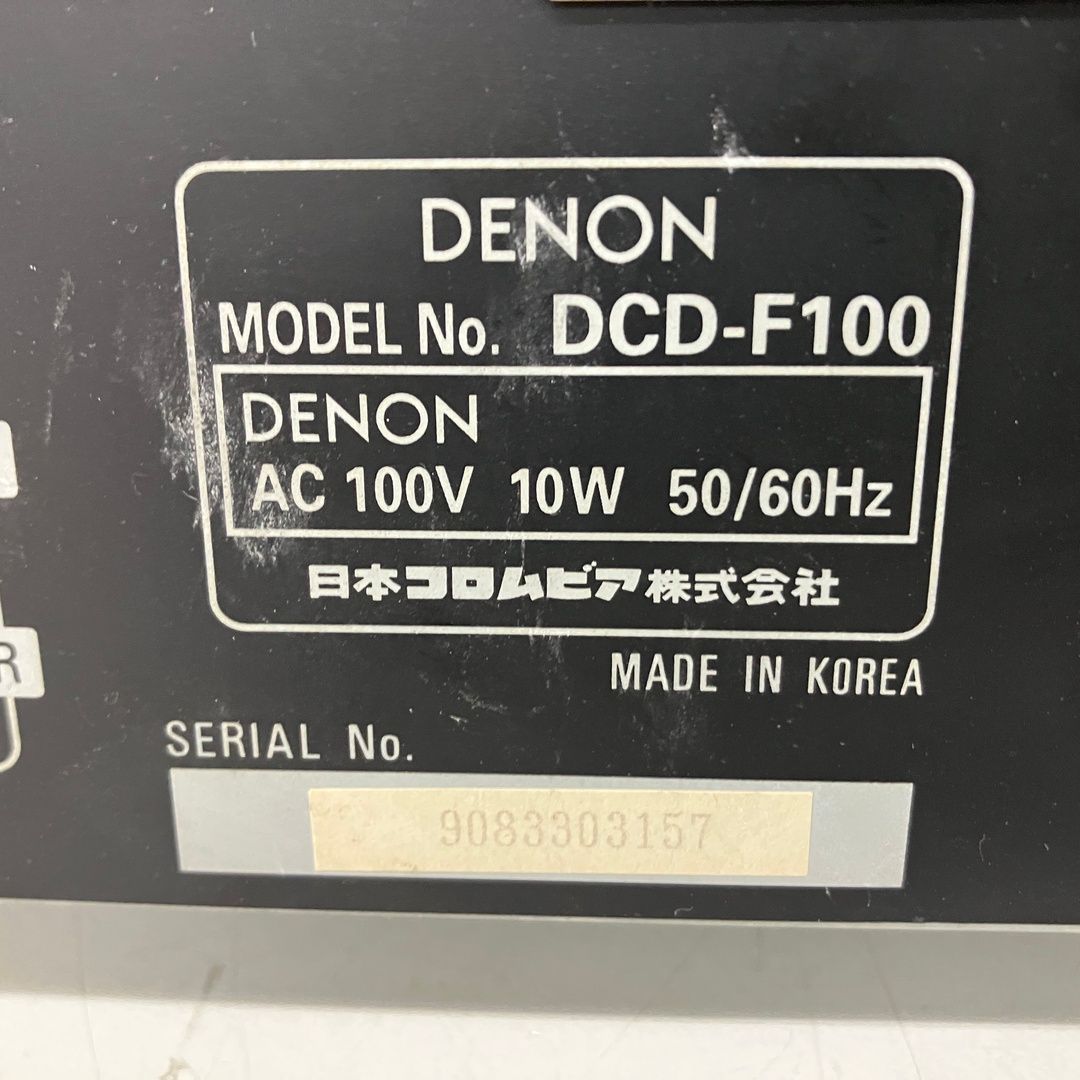 DENON
MODEL No. DCD-F100
DENON
AC 100V 10W 50/60Hz
日本コロムビア株式会社
MADE IN KOREA
R
SERIAL No.
9083303157